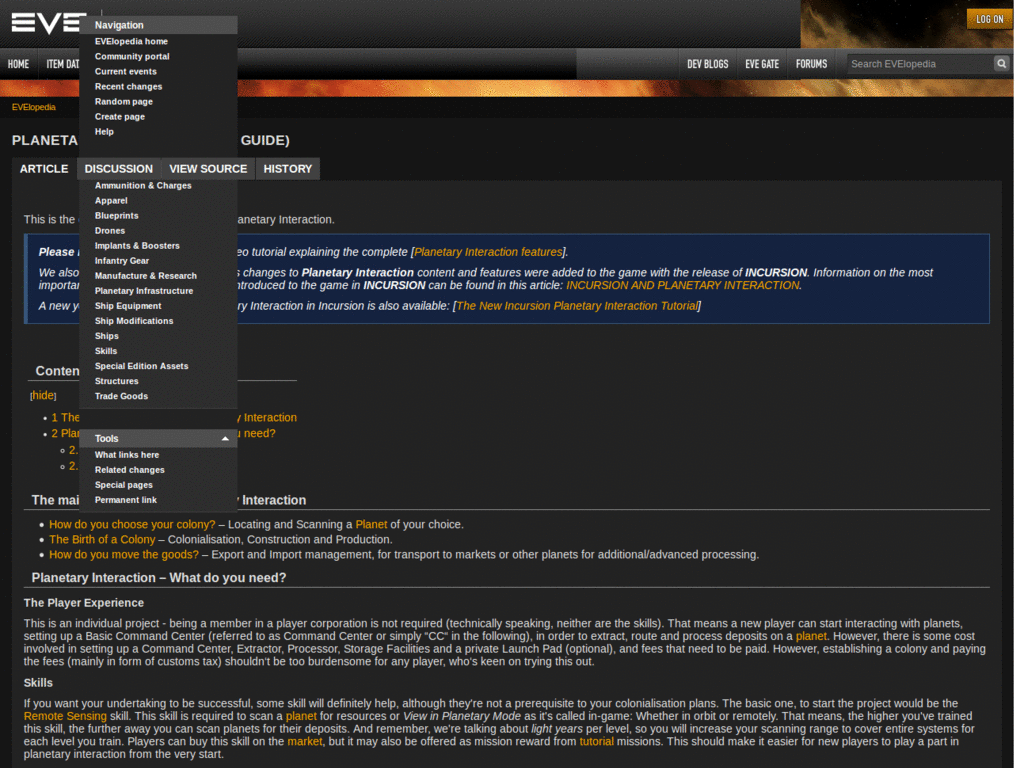 EVE
LOG ON
HOME ITEM DAT DEV BLOGS EVE GATE FORUMS Search EVElopedia
EVElopedia
Navigation
EVElopedia home
Community portal
Current events
Recent changes
Random page
Create page
Help
PLANETA GUIDE)
ARTICLE DISCUSSION VIEW SOURCE HISTORY
Ammunition & Charges
Apparel
Blueprints
Drones
Implants & Boosters
Infantry Gear
Manufacture & Research
Planetary Infrastructure
Ship Equipment
Ship Modifications
Ships
Skills
Special Edition Assets
Structures
Trade Goods
Tools
What links here
Related changes
Special pages
Permanent link
This is the anetary Interaction.
Please eo tutorial explaining the complete [Planetary Interaction features].
We also s changes to Planetary Interaction content and features were added to the game with the release of INCURSION. Information on the most
importan ntroduced to the game in INCURSION can be found in this article: INCURSION AND PLANETARY INTERACTION.
A new y ry Interaction in Incursion is also available: [The New Incursion Planetary Interaction Tutorial]
Conten
[hide]
1 The y Interaction
2 Plan u need?
2.
2.
The mai Interaction
How do you choose your colony? – Locating and Scanning a Planet of your choice.
The Birth of a Colony – Colonialisation, Construction and Production.
How do you move the goods? – Export and Import management, for transport to markets or other planets for additional/advanced processing.
Planetary Interaction – What do you need?
The Player Experience
This is an individual project - being a member in a player corporation is not required (technically speaking, neither are the skills). That means a new player can start interacting with planets,
setting up a Basic Command Center (referred to as Command Center or simply "CC" in the following), in order to extract, route and process deposits on a planet. However, there is some cost
involved in setting up a Command Center, Extractor, Processor, Storage Facilities and a private Launch Pad (optional), and fees that need to be paid. However, establishing a colony and paying
the fees (mainly in form of customs tax) shouldn't be too burdensome for any player, who's keen on trying this out.
Skills
If you want your undertaking to be successful, some skill will definitely help, although they're not a prerequisite to your colonialisation plans. The basic one, to start the project would be the
Remote Sensing skill. This skill is required to scan a planet for resources or View in Planetary Mode as it's called in-game: Whether in orbit or remotely. That means, the higher you've trained
this skill, the further away you can scan planets for their deposits. And remember, we're talking about light years per level, so you will increase your scanning range to cover entire systems for
each level you train. Players can buy this skill on the market, but it may also be offered as mission reward from tutorial missions. This should make it easier for new players to play a part in
planetary interaction from the very start.